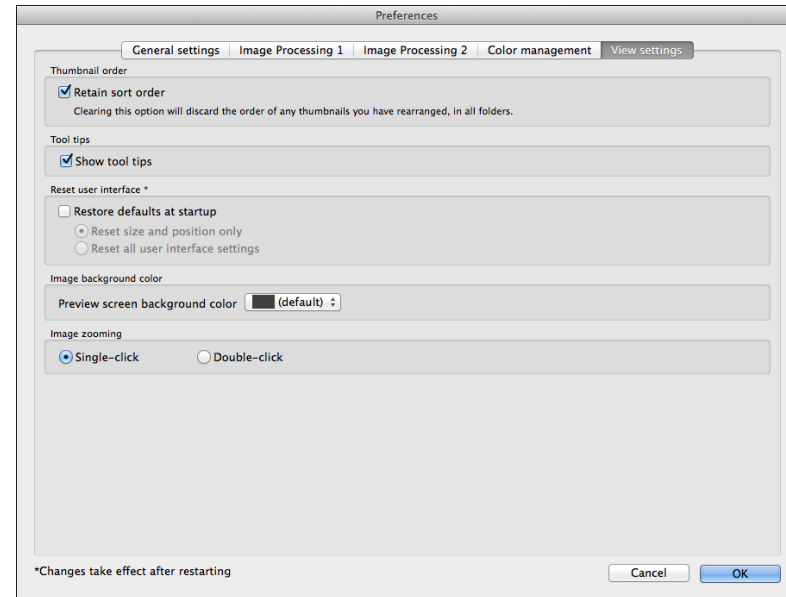 Preferences
General settings Image Processing 1 Image Processing 2 Color management View settings
Thumbnail order
Retain sort order
Clearing this option will discard the order of any thumbnails you have rearranged, in all folders.
Tool tips
Show tool tips
Reset user interface *
Restore defaults at startup
Reset size and position only
Reset all user interface settings
Image background color
Preview screen background color (default)
Image zooming
Single-click Double-click
*Changes take effect after restarting
Cancel OK